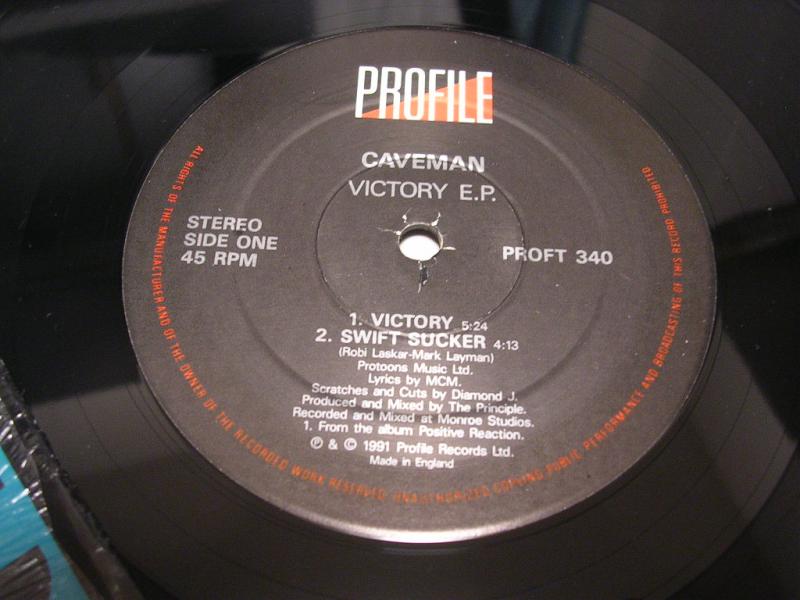 PROFILE
CAVEMAN
VICTORY E.P.
STEREO
SIDE ONE
45 RPM
PROFT 340
1. VICTORY 5:24
2. SWIFT SUCKER 4:13
(Robi Laskar-Mark Layman)
Protoons Music Ltd.
Lyrics by MCM.
Scratches and Cuts by Diamond J.
Produced and Mixed by The Principle.
Recorded and Mixed at Monroe Studios.
1. From the album Positive Reaction.
℗ & © 1991 Profile Records Ltd.
Made in England
ALL RIGHTS OF THE MANUFACTURER AND OF THE OWNER OF THE RECORDED WORK RESERVED. UNAUTHORIZED COPYING PUBLIC PERFORMANCE AND BROADCASTING OF THIS RECORD PROHIBITED